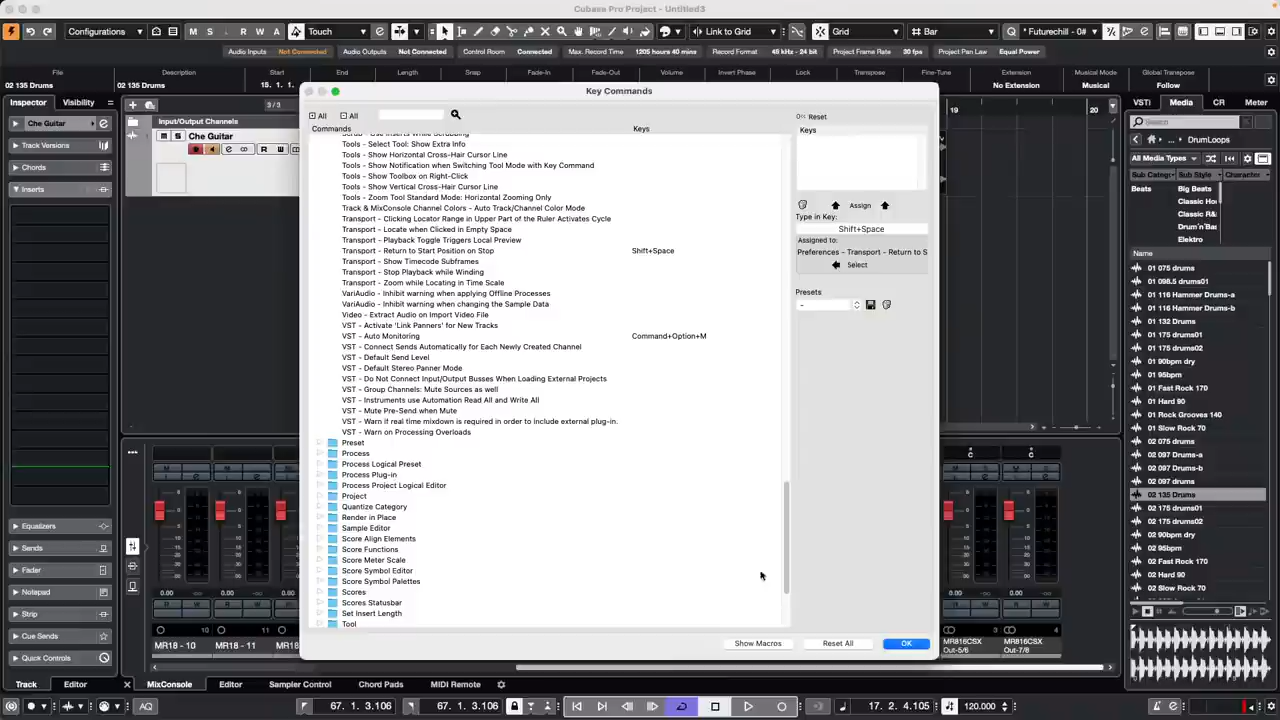 Cubase Pro Project - Untitled3
Configurations
M S L R W A
Touch
Link to Grid
Grid
Bar
Audio Inputs Not Connected
Audio Outputs Not Connected
Control Room Connected
Max. Record Time 1205 hours 40 mins
Record Format 48 kHz - 24 bit
Project Frame Rate 30 fps
Project Pan Law Equal Power
File Description Start End Length Snap Fade-In Fade-Out Volume Invert Phase Lock Transpose Fine-Tune Extension Musical Mode Global Transpose
02 135 Drums
02 135 Drums
No Extension
Musical
Follow
Inspector
Visibility
Che Guitar
Track Versions
Chords
Inserts
Equalizers
Sends
Fader
Notepad
Strip
Cue Sends
Quick Controls
3/3
Input/Output Channels
Che Guitar
19
20
Key Commands
All
All
Commands
Keys
Tools - Select Tool: Show Extra Info
Tools - Show Horizontal Cross-Hair Cursor Line
Tools - Show Notification when Switching Tool Mode with Key Command
Tools - Show Toolbox on Right-Click
Tools - Show Vertical Cross-Hair Cursor Line
Tools - Zoom Tool Standard Mode: Horizontal Zooming Only
Track & MixConsole Channel Colors - Auto Track/Channel Color Mode
Transport - Clicking Locator Range in Upper Part of the Ruler Activates Cycle
Transport - Locate when Clicked in Empty Space
Transport - Playback Toggle Triggers Local Preview
Transport - Return to Start Position on Stop Shift+Space
Transport - Show Timecode Subframes
Transport - Stop Playback while Winding
Transport - Zoom while Locating in Time Scale
VariAudio - Inhibit warning when applying Offline Processes
VariAudio - Inhibit warning when changing the Sample Data
Video - Extract Audio on Import Video File
VST - Activate 'Link Panners' for New Tracks
VST - Auto Monitoring Command+Option+M
VST - Connect Sends Automatically for Each Newly Created Channel
VST - Default Send Level
VST - Default Stereo Panner Mode
VST - Do Not Connect Input/Output Busses When Loading External Projects
VST - Group Channels: Mute Sources as well
VST - Instruments use Automation Read All and Write All
VST - Mute Pre-Send when Mute
VST - Warn if real time mixdown is required in order to include external plug-in.
VST - Warn on Processing Overloads
Preset
Process
Process Logical Preset
Process Plug-in
Process Project Logical Editor
Project
Quantize Category
Render in Place
Sample Editor
Score Align Elements
Score Functions
Score Meter Scale
Score Symbol Editor
Score Symbol Palettes
Scores
Scores Statusbar
Set Insert Length
Tool
Reset
Keys
Assign
Type in Key:
Shift+Space
Assigned to:
Preferences - Transport - Return to S
Select
Presets:
-
Show Macros
Reset All
OK
VSTi
Media
CR
Meter
Search
DrumLoops
All Media Types
Sub Style
Character
Beats
Big Beats
Classic R&
Elektro
Name
01 075 drums
01 098.5 drums01
01 116 Hammer Drums-a
01 116 Hammer Drums-b
01 132 Drums
01 175 drums01
01 175 drums02
01 90bpm dry
01 95bpm
01 Fast Rock 170
01 Hard 90
01 Rock Grooves 140
01 Slow Rock 70
02 075 drums
02 097 Drums-a
02 097 Drums-b
02 097 drums
02 135 Drums
02 175 drums01
02 175 drums02
02 90bpm dry
02 95bpm
02 Fast Rock 170
02 Hard 90
02 Slow Rock 70
MR18 - 10
MR18 - 11
MR816CSX
Out-5/6
MR816CSX
Out-7/8
Track
Editor
MixConsole
Editor
Sampler Control
Chord Pads
MIDI Remote
AQ
67. 1. 3.106
67. 1. 3.106
17. 2. 4.105
120.000